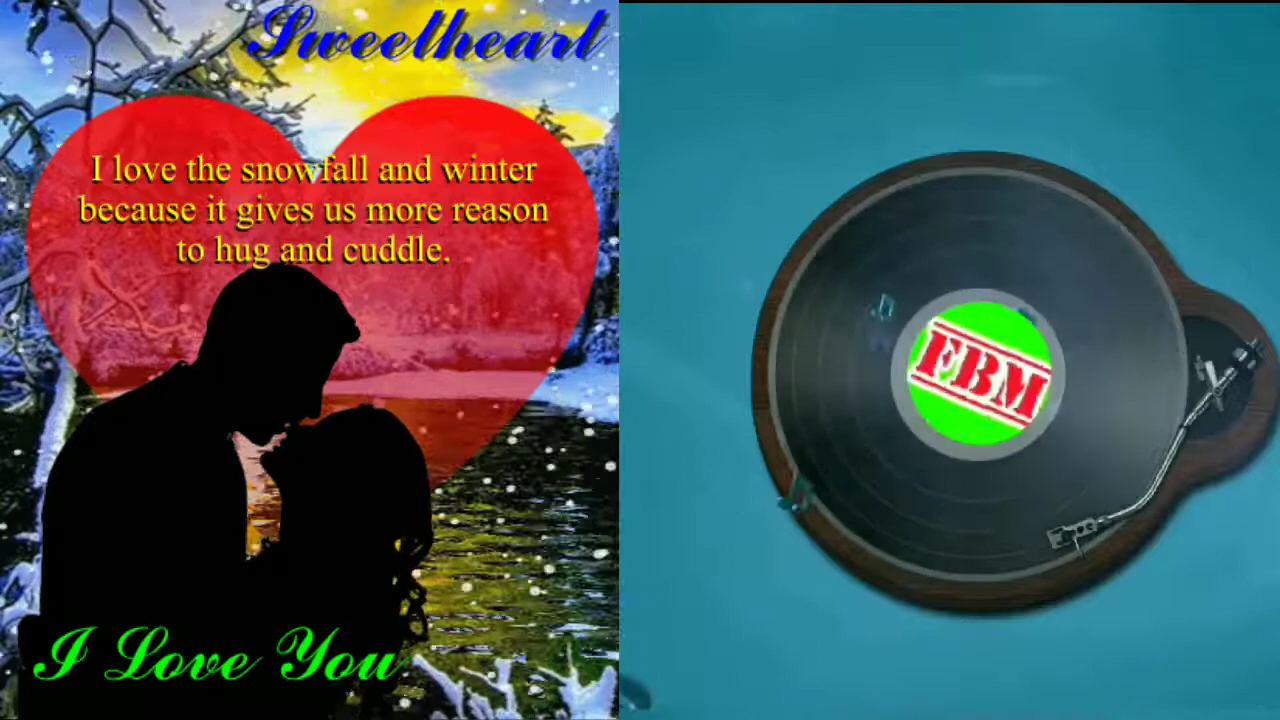 Sweetheart
I love the snowfall and winter
because it gives us more reason
to hug and cuddle.
I Love You
FBM